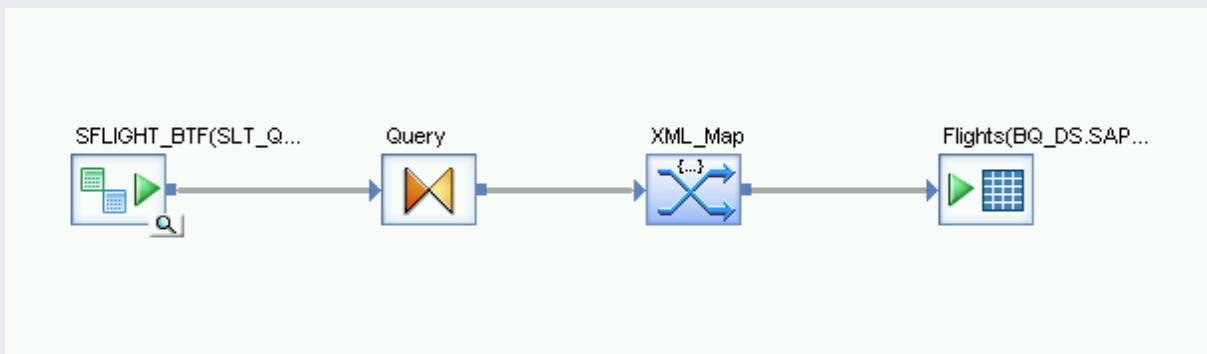 SFLIGHT_BTF(SLT_Q...
Query
XML_Map
Flights(BQ_DS.SAP...
{...}